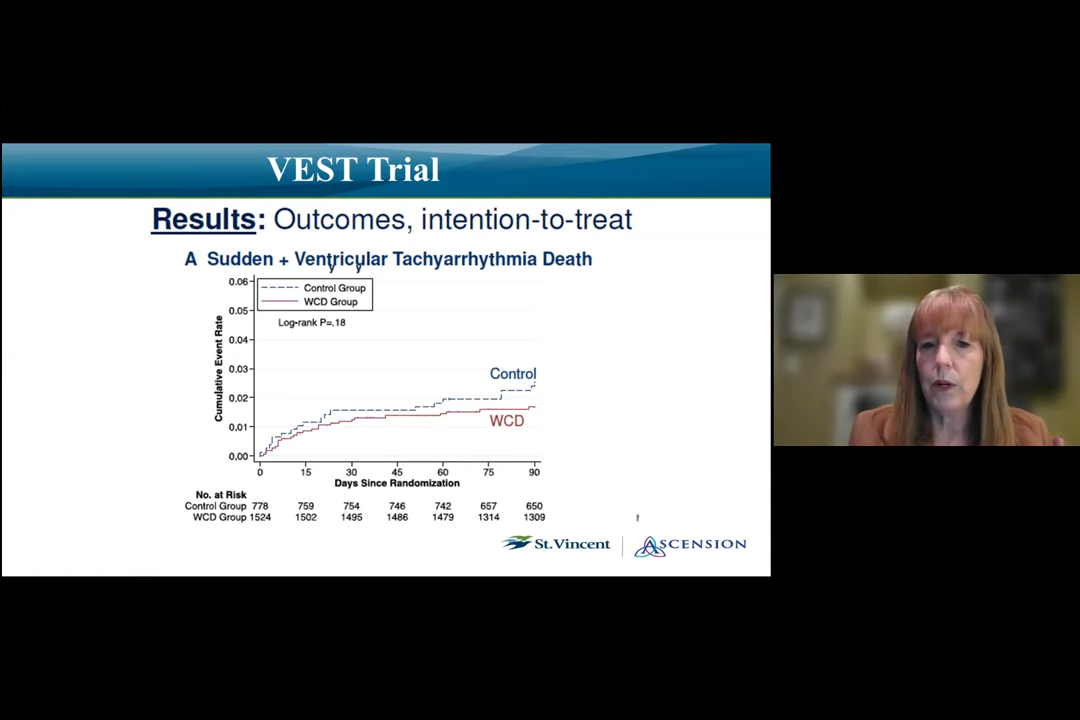 VEST Trial
Results: Outcomes, intention-to-treat
A Sudden + Ventricular Tachyarrhythmia Death
0.06
Control Group
WCD Group
0.05
Log-rank P=.18
0.04
0.03
Control
0.02
WCD
0.01
0.00
Cumulative Event Rate
0 15 30 45 60 75 90
Days Since Randomization
No. at Risk
Control Group 778 759 754 746 742 657 650
WCD Group 1524 1502 1495 1486 1479 1314 1309
St.Vincent
ASCENSION